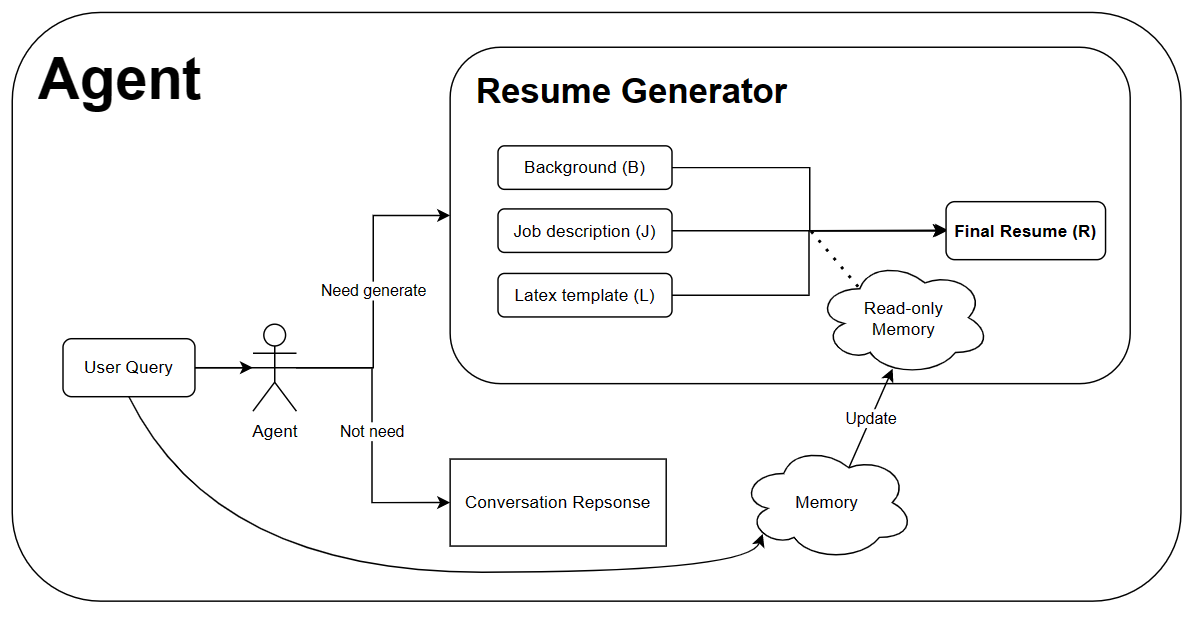 Agent
Resume Generator
Background (B)
Job description (J)
Final Resume (R)
Latex template (L)
Need generate
Read-only
Memory
User Query
Agent
Not need
Update
Conversation Repsonse
Memory